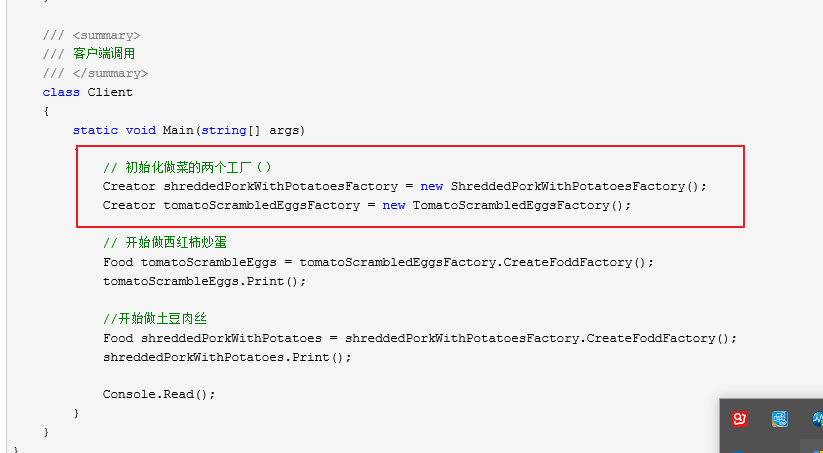 /// <summary>
/// 客户端调用
/// </summary>
class Client
{
static void Main(string[] args)
// 初始化做菜的两个工厂（）
Creator shreddedPorkWithPotatoesFactory = new ShreddedPorkWithPotatoesFactory();
Creator tomatoScrambledEggsFactory = new TomatoScrambledEggsFactory();
// 开始做西红柿炒蛋
Food tomatoScrambleEggs = tomatoScrambledEggsFactory.CreateFoddFactory();
tomatoScrambleEggs.Print();
//开始做土豆肉丝
Food shreddedPorkWithPotatoes = shreddedPorkWithPotatoesFactory.CreateFoddFactory();
shreddedPorkWithPotatoes.Print();
Console.Read();
}
}